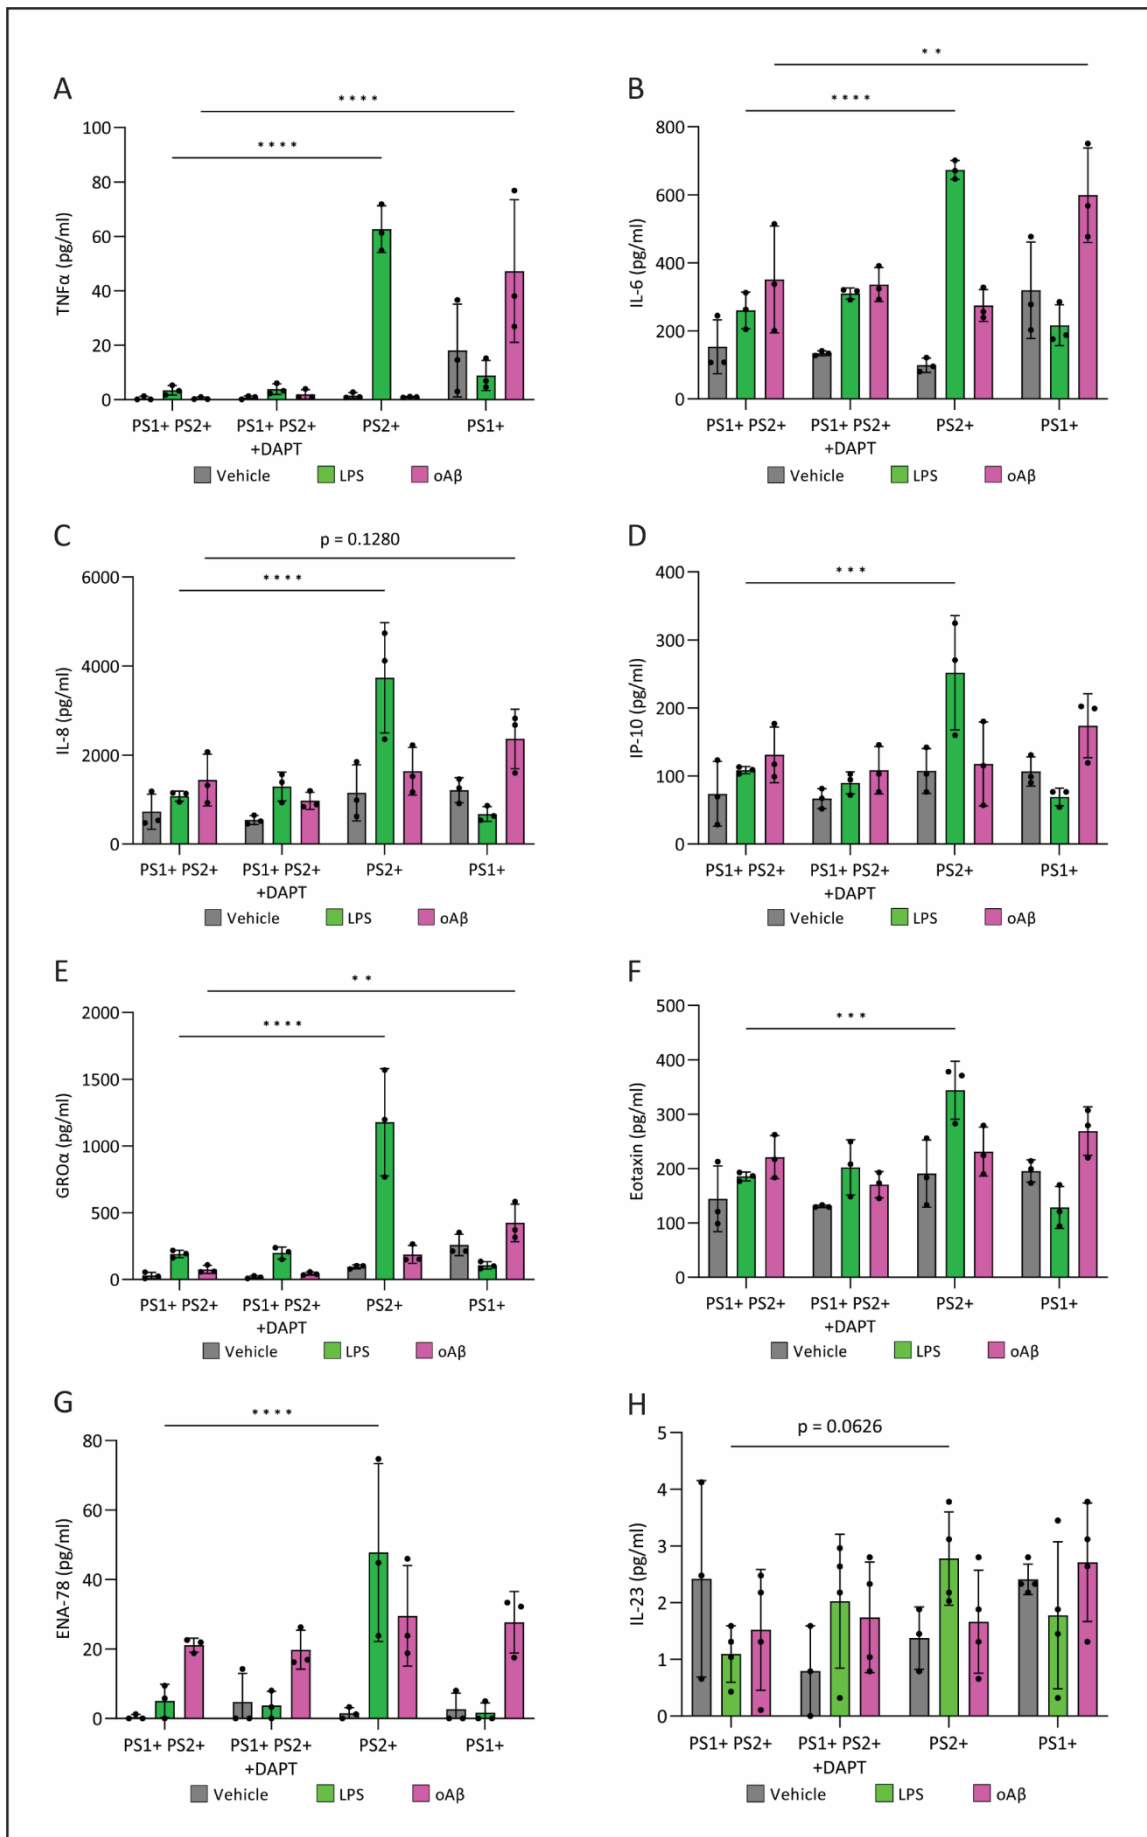 A
* * * *
* * * *
TNFα (pg/ml)
100
80
60
40
20
0
PS1+ PS2+
PS1+ PS2+
+DAPT
PS2+
PS1+
Vehicle
LPS
oAβ
B
* *
* * * *
IL-6 (pg/ml)
800
600
400
200
0
PS1+ PS2+
PS1+ PS2+
+DAPT
PS2+
PS1+
Vehicle
LPS
oAβ
C
p = 0.1280
* * * *
IL-8 (pg/ml)
6000
4000
2000
0
PS1+ PS2+
PS1+ PS2+
+DAPT
PS2+
PS1+
Vehicle
LPS
oAβ
D
* * *
IP-10 (pg/ml)
400
300
200
100
0
PS1+ PS2+
PS1+ PS2+
+DAPT
PS2+
PS1+
Vehicle
LPS
oAβ
E
* *
* * * *
GROα (pg/ml)
2000
1500
1000
500
0
PS1+ PS2+
PS1+ PS2+
+DAPT
PS2+
PS1+
Vehicle
LPS
oAβ
F
* * *
Eotaxin (pg/ml)
500
400
300
200
100
0
PS1+ PS2+
PS1+ PS2+
+DAPT
PS2+
PS1+
Vehicle
LPS
oAβ
G
* * * *
ENA-78 (pg/ml)
80
60
40
20
0
PS1+ PS2+
PS1+ PS2+
+DAPT
PS2+
PS1+
Vehicle
LPS
oAβ
H
p = 0.0626
IL-23 (pg/ml)
5
4
3
2
1
0
PS1+ PS2+
PS1+ PS2+
+DAPT
PS2+
PS1+
Vehicle
LPS
oAβ